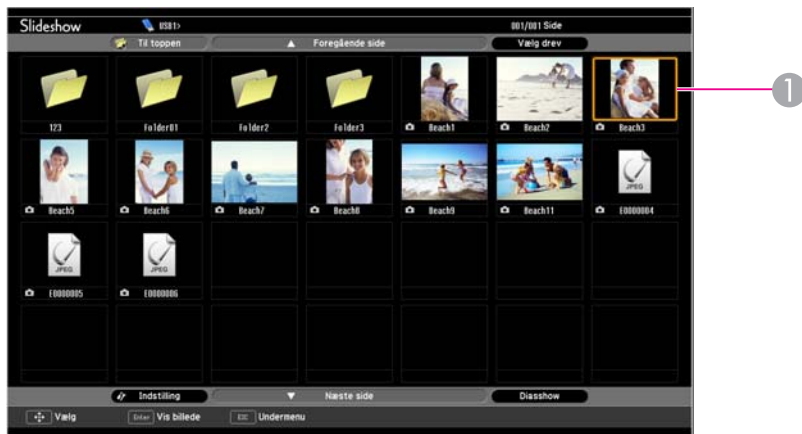 Slideshow USB1> 001/001 Side
Til toppen Foregående side Vælg drev
123 Folder01 Folder2 Folder3 Beach1 Beach2 Beach3
1
Beach5 Beach6 Beach7 Beach8 Beach9 Beach11 E0000004
JPEG
E0000005 E0000006
JPEG JPEG
Indstilling Næste side Diasshow
Vælg Enter Vis billede ESC Undermenu